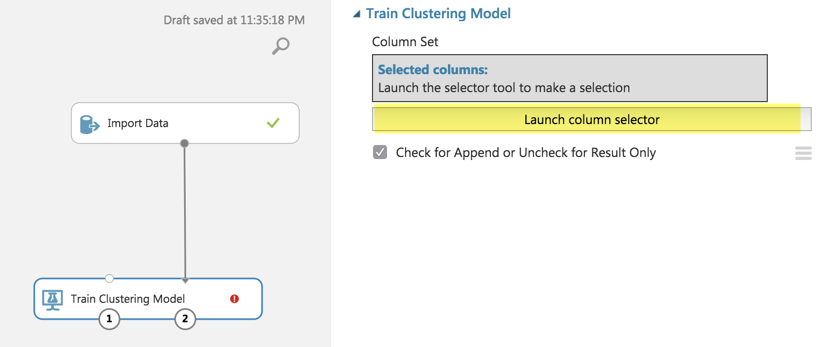 Draft saved at 11:35:18 PM
Import Data
Train Clustering Model
1
2
Train Clustering Model
Column Set
Selected columns:
Launch the selector tool to make a selection
Launch column selector
Check for Append or Uncheck for Result Only